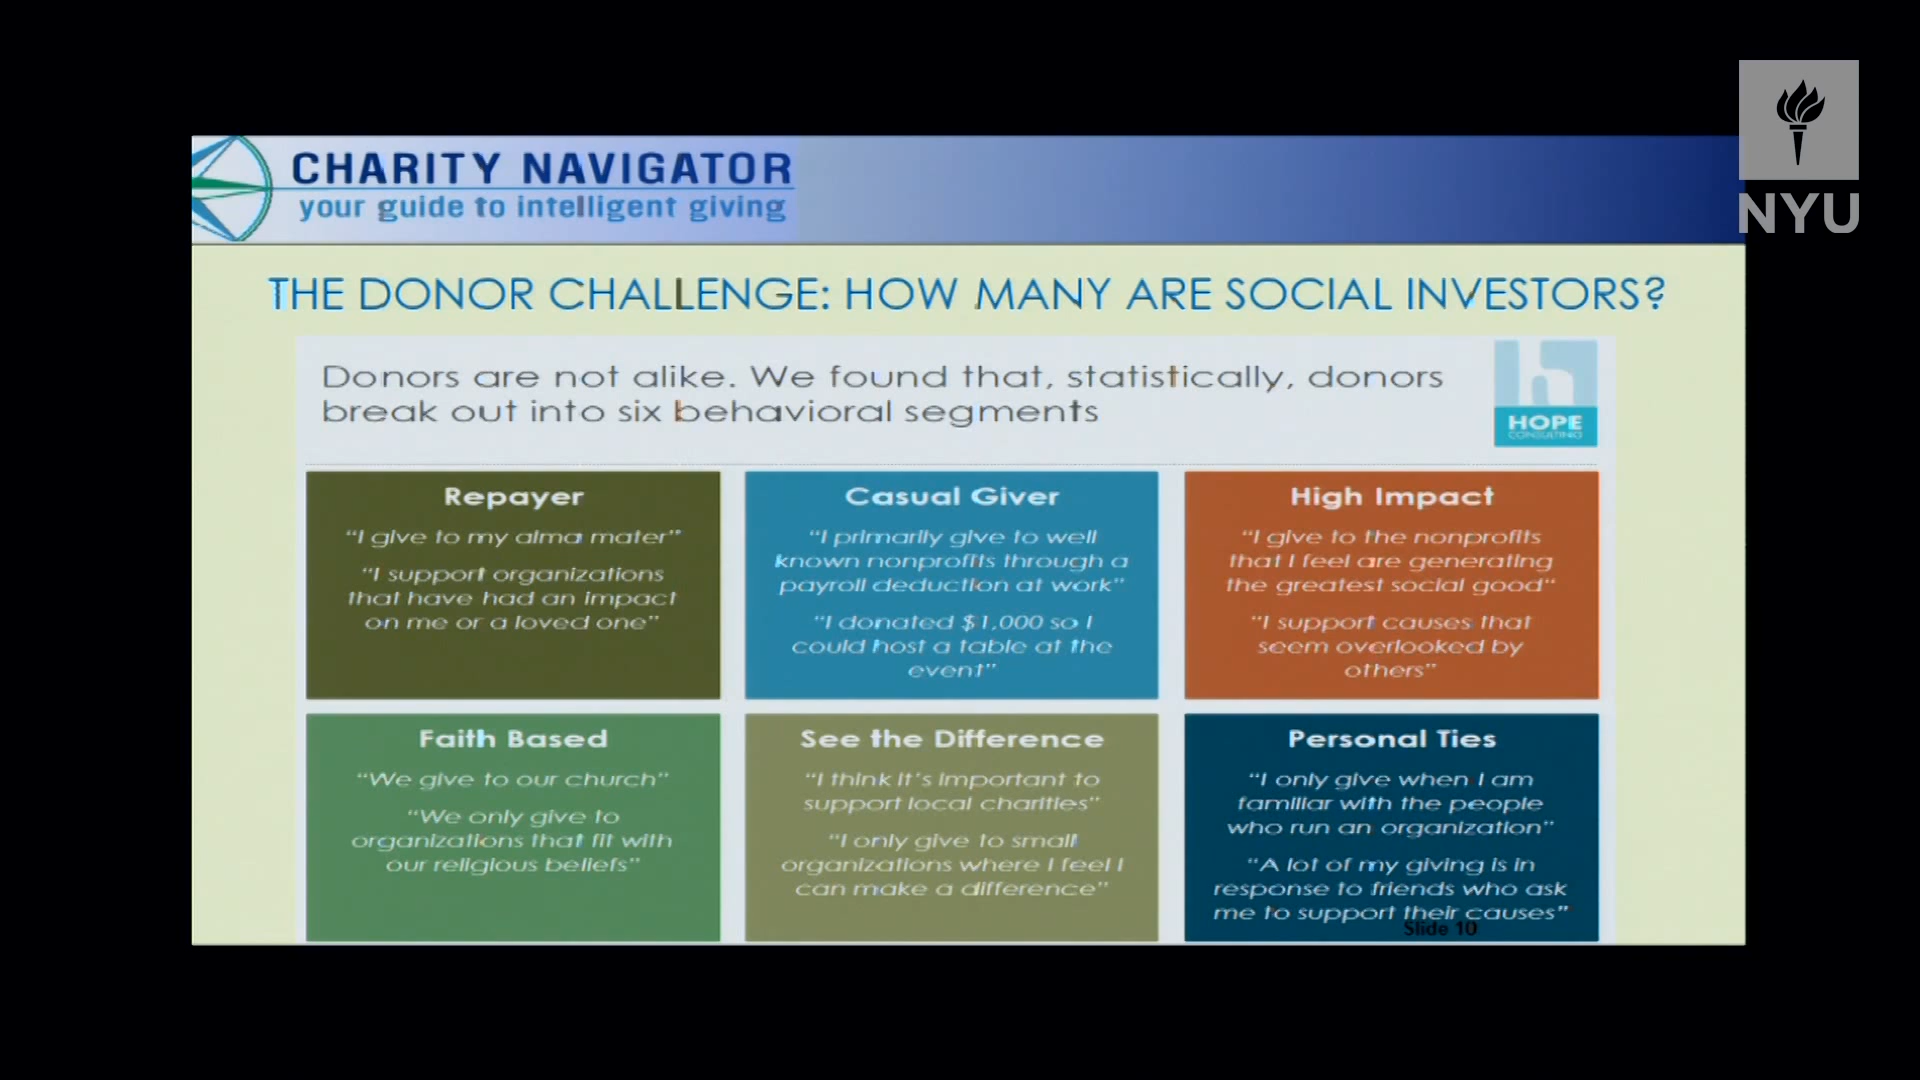 CHARITY NAVIGATOR
your guide to intelligent giving
NYU
THE DONOR CHALLENGE: HOW MANY ARE SOCIAL INVESTORS?
Donors are not alike. We found that, statistically, donors
break out into six behavioral segments
HOPE
CONSULTING
Repayer
“I give to my alma mater”
“I support organizations
that have had an impact
on me or a loved one”
Casual Giver
“I primarily give to well
known nonprofits through a
payroll deduction at work”
“I donated $1,000 so I
could host a table at the
event”
High Impact
“I give to the nonprofits
that I feel are generating
the greatest social good“
“I support causes that
seem overlooked by
others”
Faith Based
“We give to our church”
“We only give to
organizations that fit with
our religious beliefs”
See the Difference
“I think it’s important to
support local charities”
“I only give to small
organizations where I feel I
can make a difference”
Personal Ties
“I only give when I am
familiar with the people
who run an organization”
“A lot of my giving is in
response to friends who ask
me to support their causes”
Slide 10